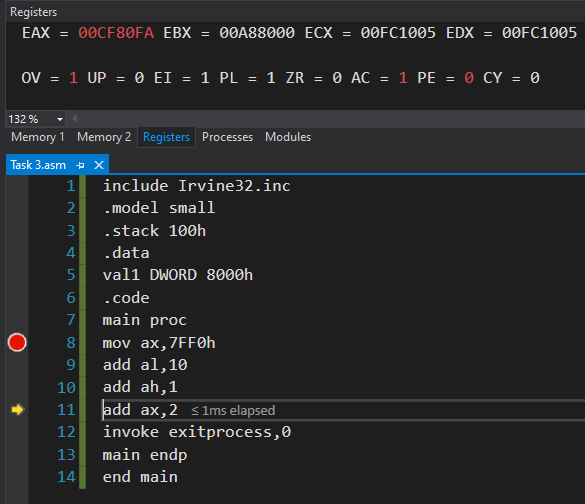 Registers
EAX = 00CF80FA EBX = 00A88000 ECX = 00FC1005 EDX = 00FC1005
OV = 1 UP = 0 EI = 1 PL = 1 ZR = 0 AC = 1 PE = 0 CY = 0
132 %
Memory 1 Memory 2 Registers Processes Modules
Task 3.asm
1 include Irvine32.inc
2 .model small
3 .stack 100h
4 .data
5 val1 DWORD 8000h
6 .code
7 main proc
8 mov ax,7FF0h
9 add al,10
10 add ah,1
11 add ax,2 ≤ 1ms elapsed
12 invoke exitprocess,0
13 main endp
14 end main